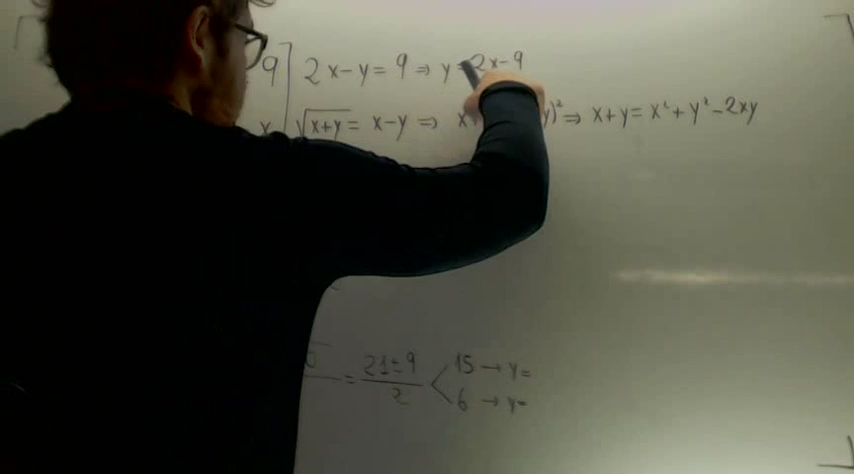 9 2x-y=9 ⇒ y=2x-9
x √x+y = x-y ⇒ x y)² ⇒ x+y = x²+y²-2xy
= 21±9/2 < 15 → y=
6 → y=